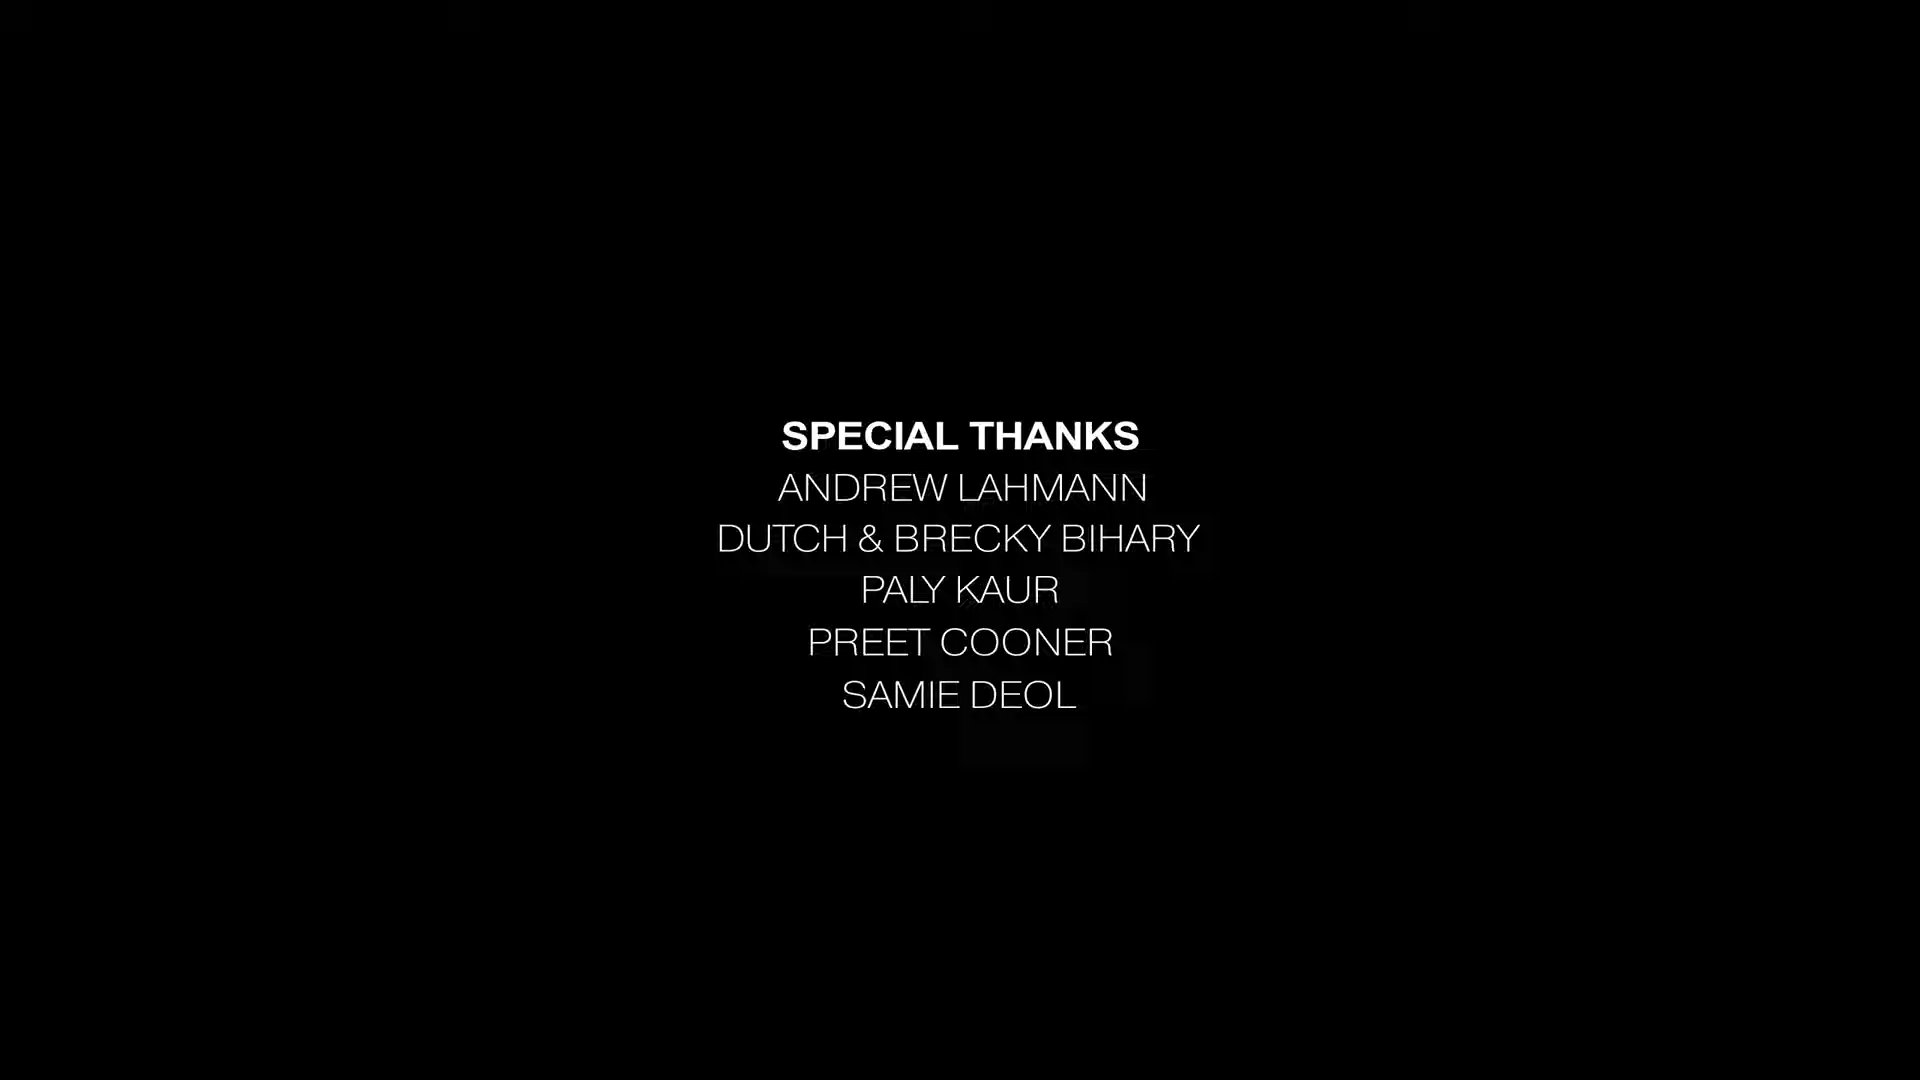 SPECIAL THANKS
ANDREW LAHMANN
DUTCH & BRECKY BIHARY
PALY KAUR
PREET COONER
SAMIE DEOL